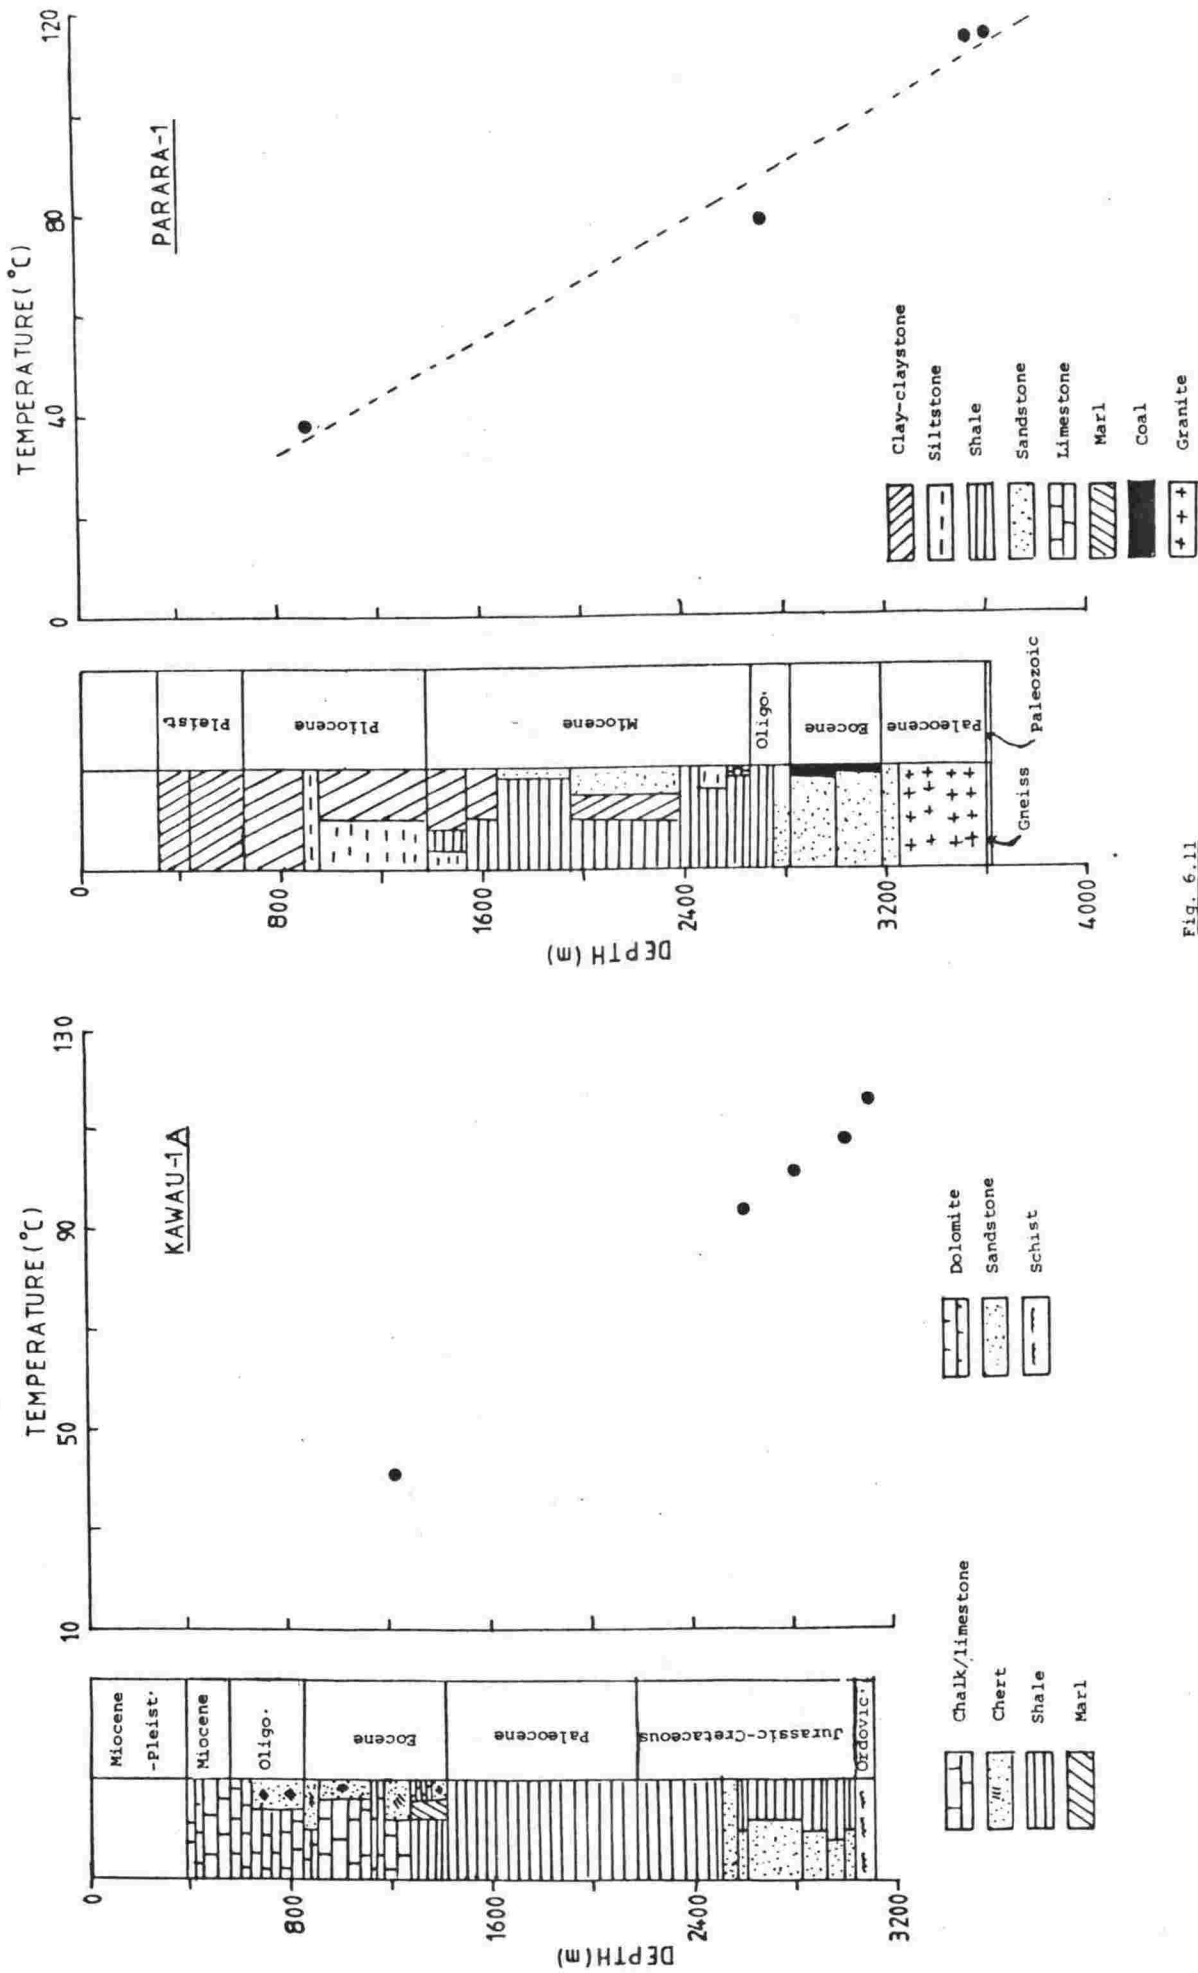 TEMPERATURE (°C)
10
50
90
130
KAWAU-1A
DEPTH (m)
0
800
1600
2400
3200
Miocene
-Pleist.
Miocene
Oligo.
Eocene
Paleocene
Jurassic-Cretaceous
Ordovic.
Chalk/limestone
Chert
Shale
Marl
Dolomite
Sandstone
Schist
TEMPERATURE (°C)
0
40
80
120
PARARA-1
DEPTH (m)
0
800
1600
2400
3200
4000
Pleist.
Pliocene
Miocene
Oligo.
Eocene
Paleocene
Gneiss
Paleozoic
Clay-claystone
Siltstone
Shale
Sandstone
Limestone
Marl
Coal
Granite
Fig. 6.11